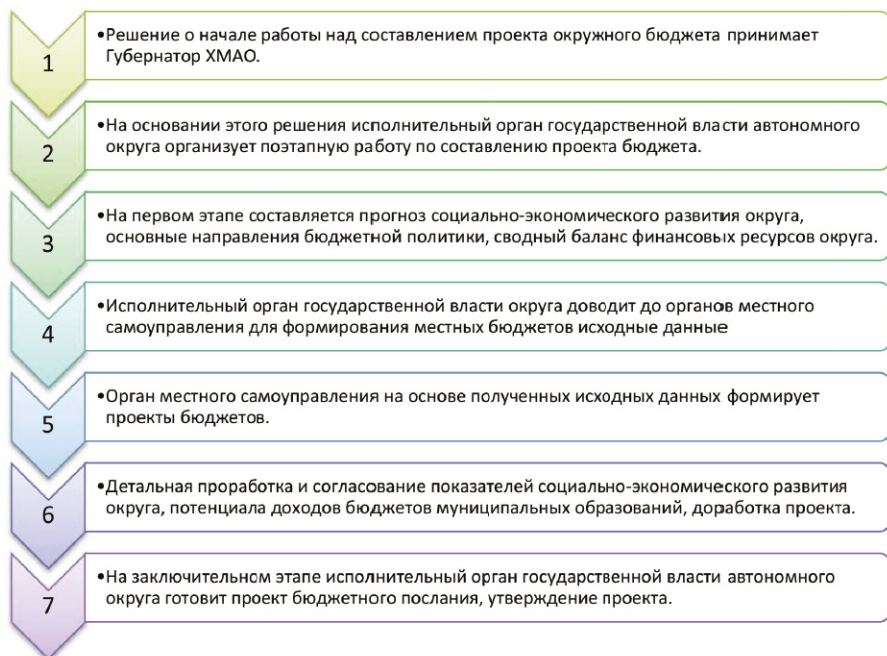 1
•Решение о начале работы над составлением проекта окружного бюджета принимает
Губернатор ХМАО.
2
•На основании этого решения исполнительный орган государственной власти автономного
округа организует поэтапную работу по составлению проекта бюджета.
3
•На первом этапе составляется прогноз социально-экономического развития округа,
основные направления бюджетной политики, сводный баланс финансовых ресурсов округа.
4
•Исполнительный орган государственной власти округа доводит до органов местного
самоуправления для формирования местных бюджетов исходные данные
5
•Орган местного самоуправления на основе полученных исходных данных формирует
проекты бюджетов.
6
•Детальная проработка и согласование показателей социально-экономического развития
округа, потенциала доходов бюджетов муниципальных образований, доработка проекта.
7
•На заключительном этапе исполнительный орган государственной власти автономного
округа готовит проект бюджетного послания, утверждение проекта.